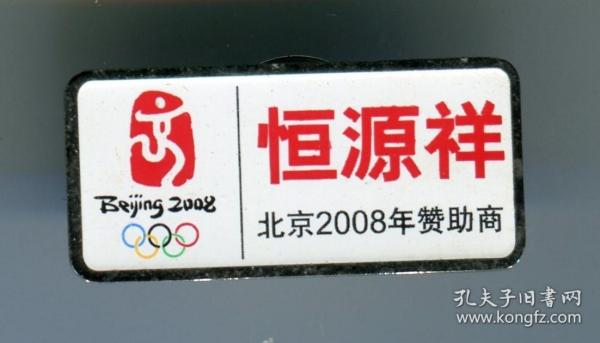 Beijing 2008
恒源祥
北京2008年赞助商
孔夫子旧书网
www.kongfz.com